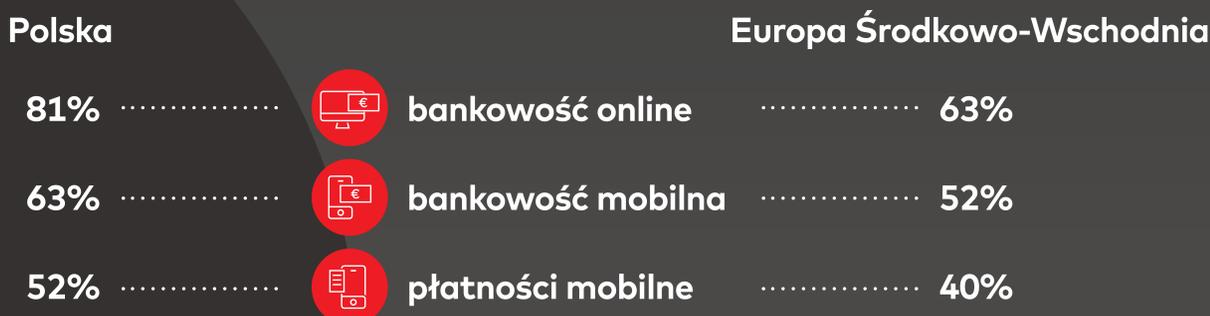 Polska Europa Środkowo-Wschodnia
81% bankowość online 63%
63% bankowość mobilna 52%
52% płatności mobilne 40%